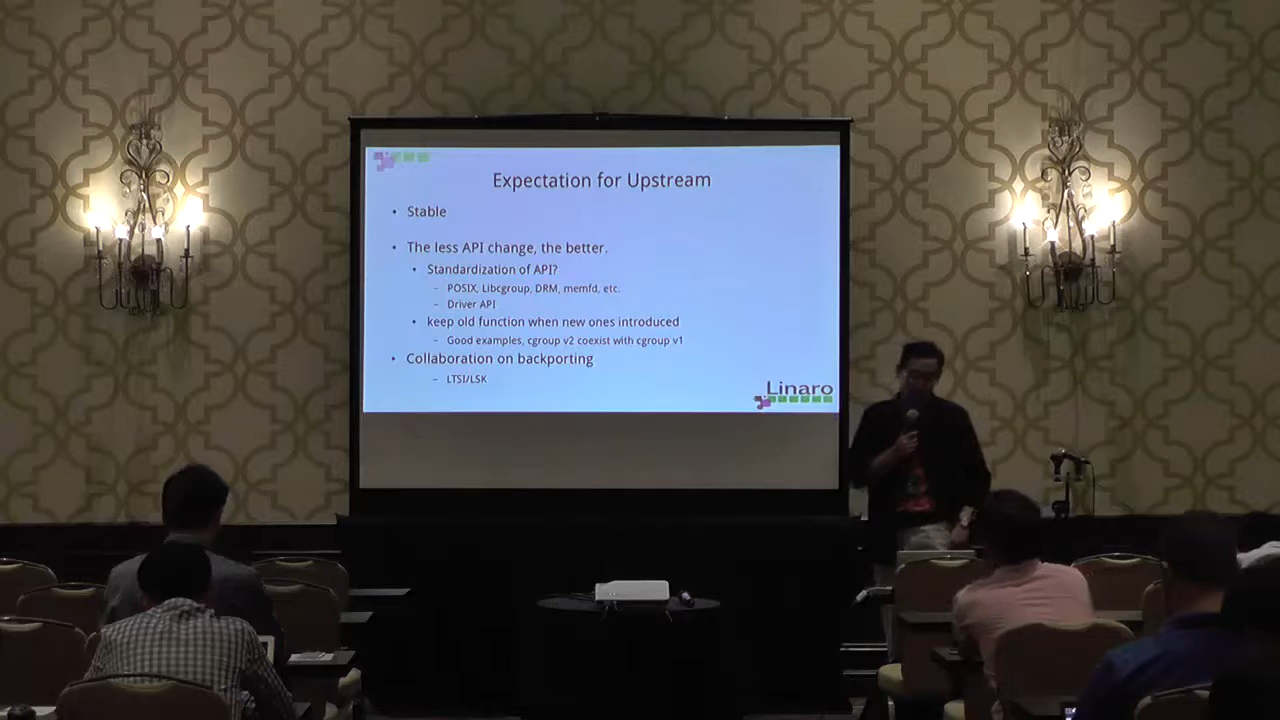 Expectation for Upstream
• Stable
• The less API change, the better.
• Standardization of API?
– POSIX, Libcgroup, DRM, memfd, etc.
– Driver API
• keep old function when new ones introduced
– Good examples, cgroup v2 coexist with cgroup v1
• Collaboration on backporting
– LTSI/LSK
Linaro